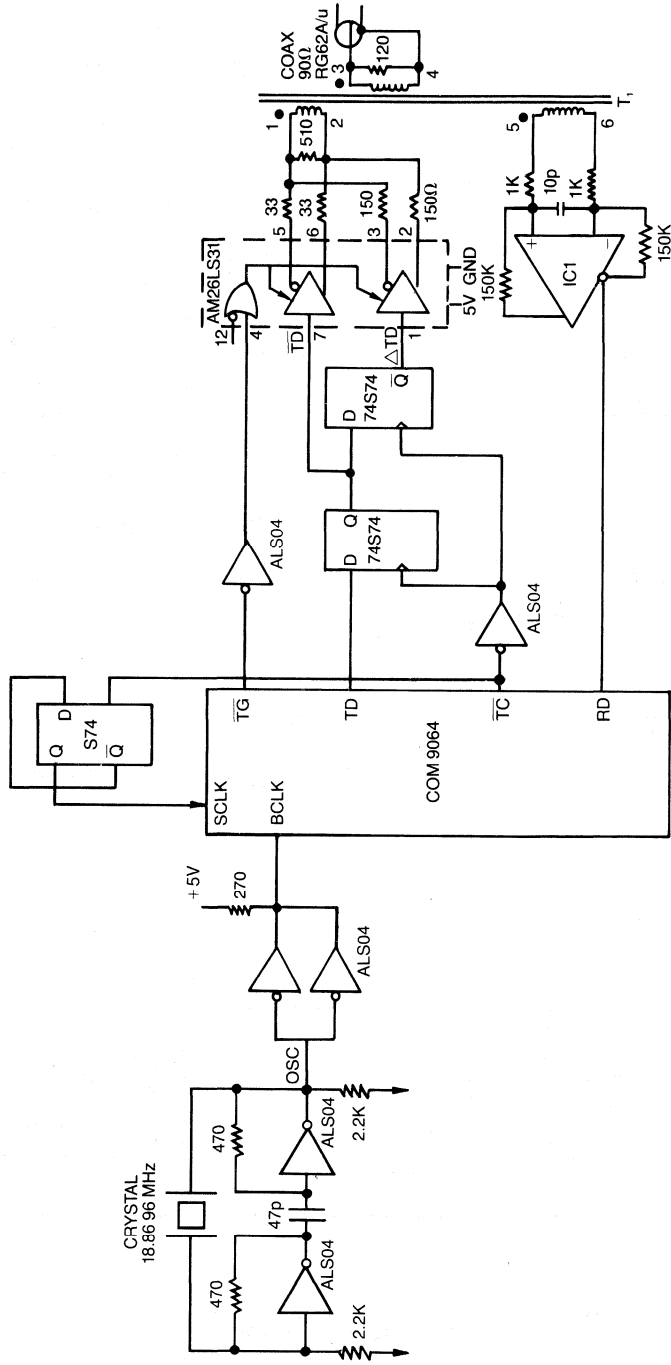 CRYSTAL
18.86 96 MHz
470
470
47p
ALS04
ALS04
2.2K
2.2K
OSC
ALS04
+5V
270
S74
D
Q
Q̅
SCLK
BCLK
COM 9064
T̅G̅
TD
T̅C̅
RD
ALS04
ALS04
D
Q
74S74
D
Q̅
74S74
AM26LS31
12
4
T̅D̅
7
△TD
1
5V
GND
5
6
3
2
33
33
150
150Ω
510
1
2
COAX
90Ω
RG62A/u
3
120
4
T1
5
6
1K
10p
1K
150K
150K
+
−
IC1